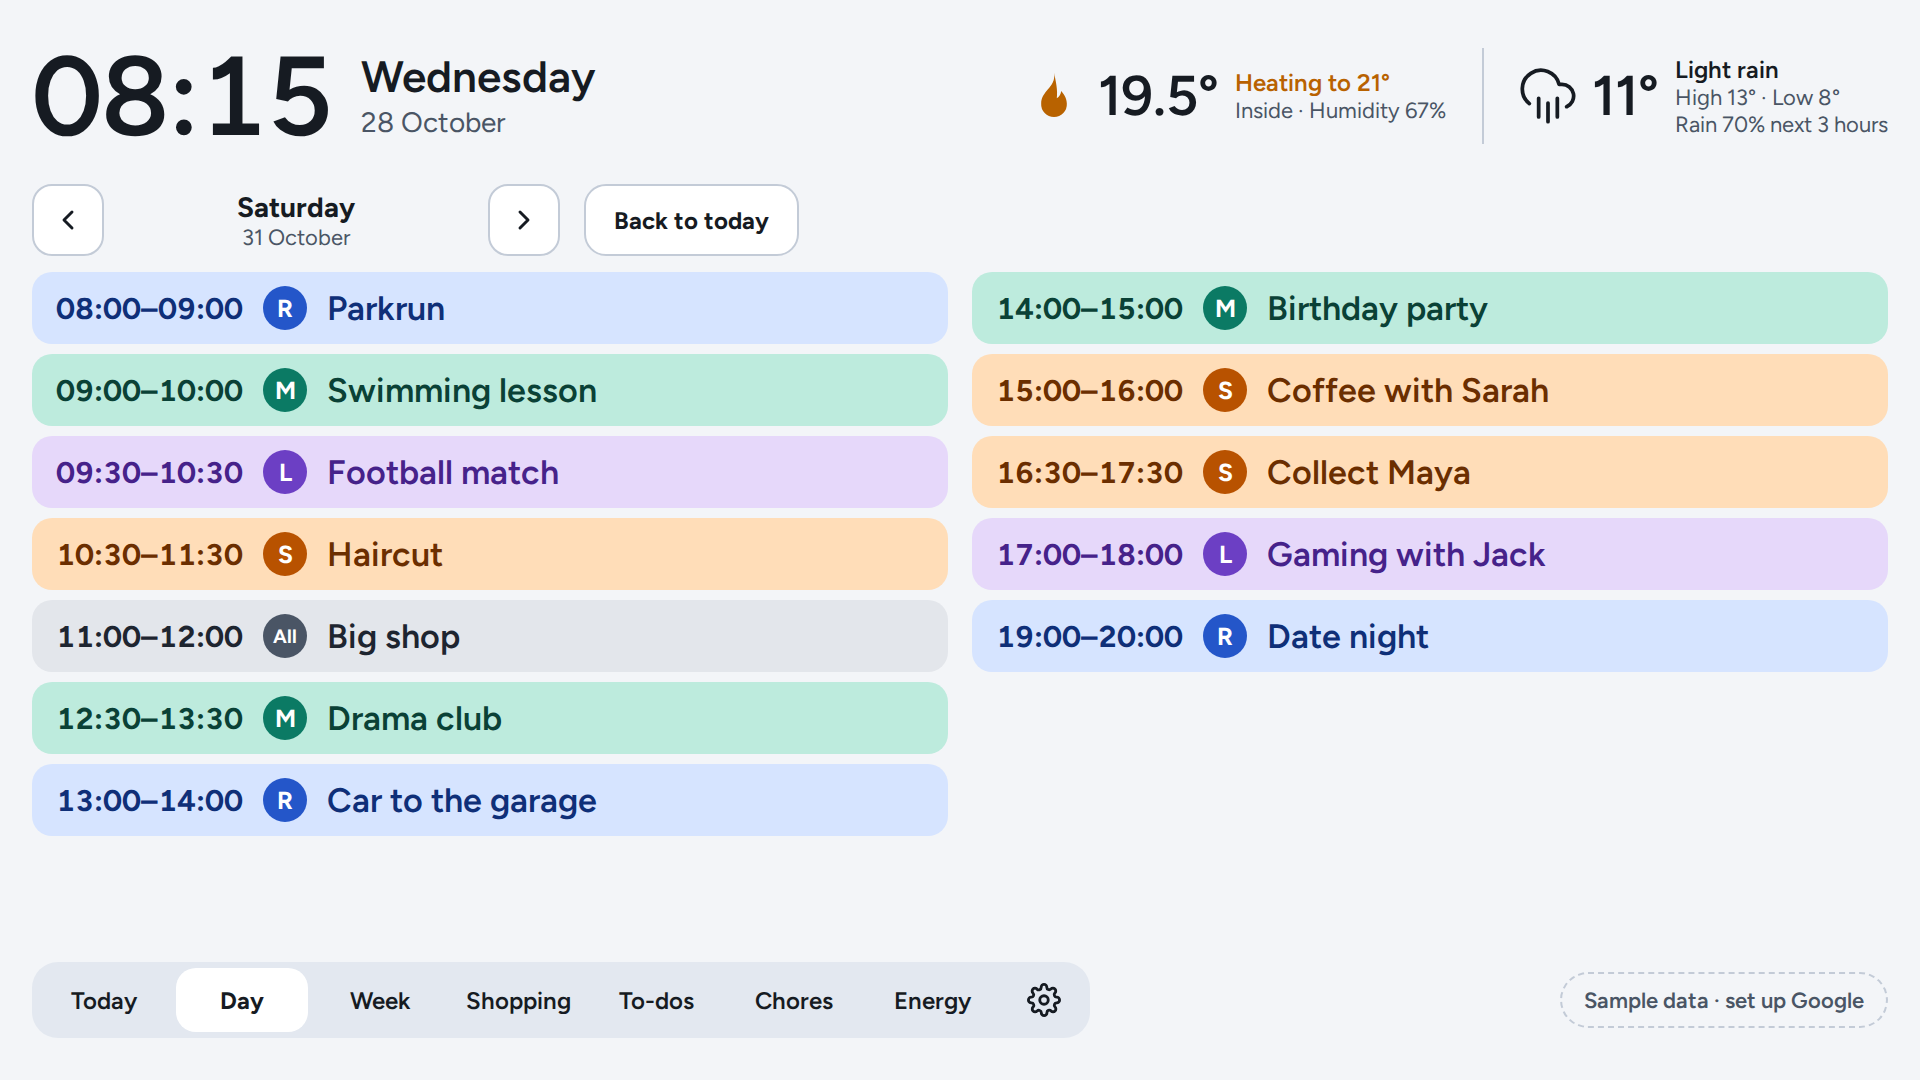 08:15
Wednesday
28 October
19.5°
Heating to 21°
Inside · Humidity 67%
11°
Light rain
High 13° · Low 8°
Rain 70% next 3 hours
Saturday
31 October
Back to today
08:00–09:00 R Parkrun
09:00–10:00 M Swimming lesson
09:30–10:30 L Football match
10:30–11:30 S Haircut
11:00–12:00 All Big shop
12:30–13:30 M Drama club
13:00–14:00 R Car to the garage
14:00–15:00 M Birthday party
15:00–16:00 S Coffee with Sarah
16:30–17:30 S Collect Maya
17:00–18:00 L Gaming with Jack
19:00–20:00 R Date night
Today Day Week Shopping To-dos Chores Energy
Sample data · set up Google